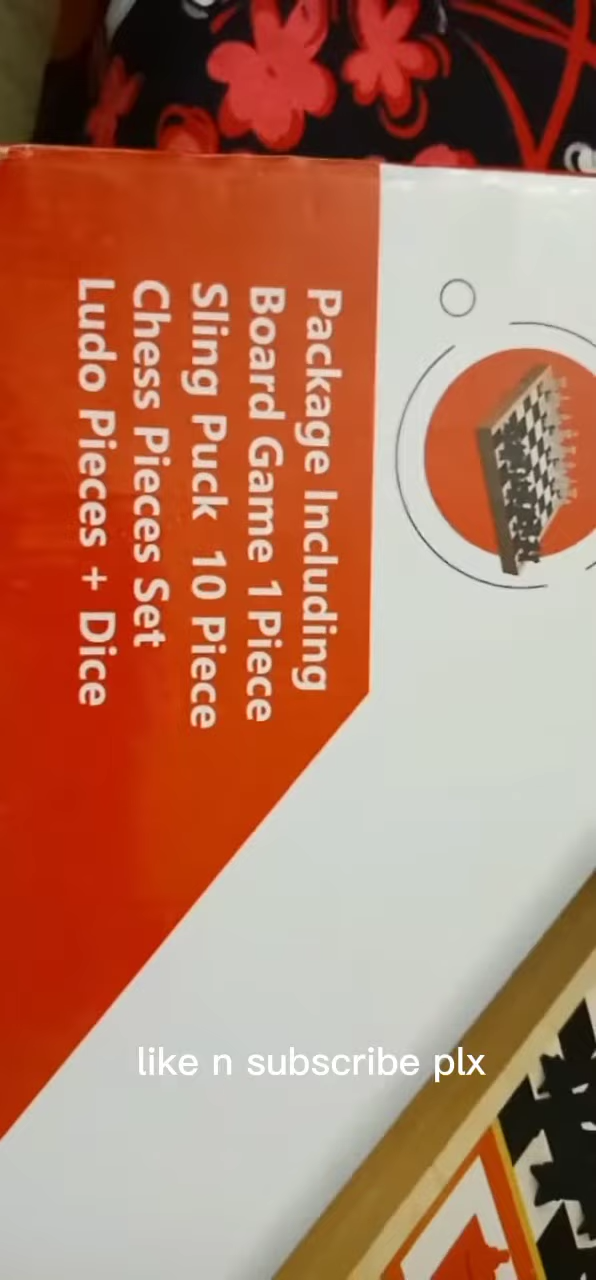 Package Including
Board Game 1 Piece
Sling Puck 10 Piece
Chess Pieces Set
Ludo Pieces + Dice
like n subscribe plx